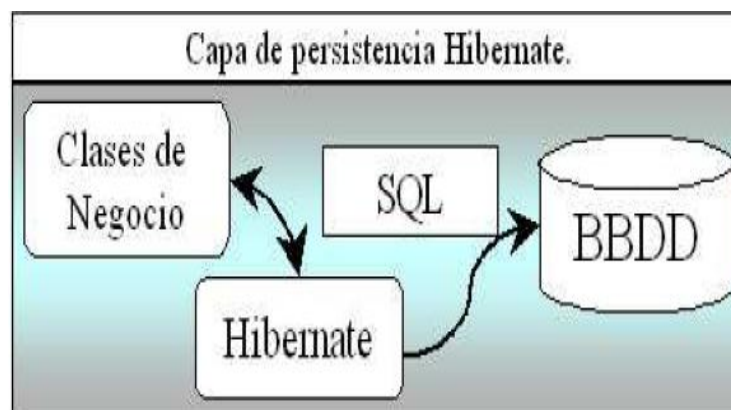 Capa de persistencia Hibernate.
Clases de
Negocio
SQL
BBDD
Hibernate